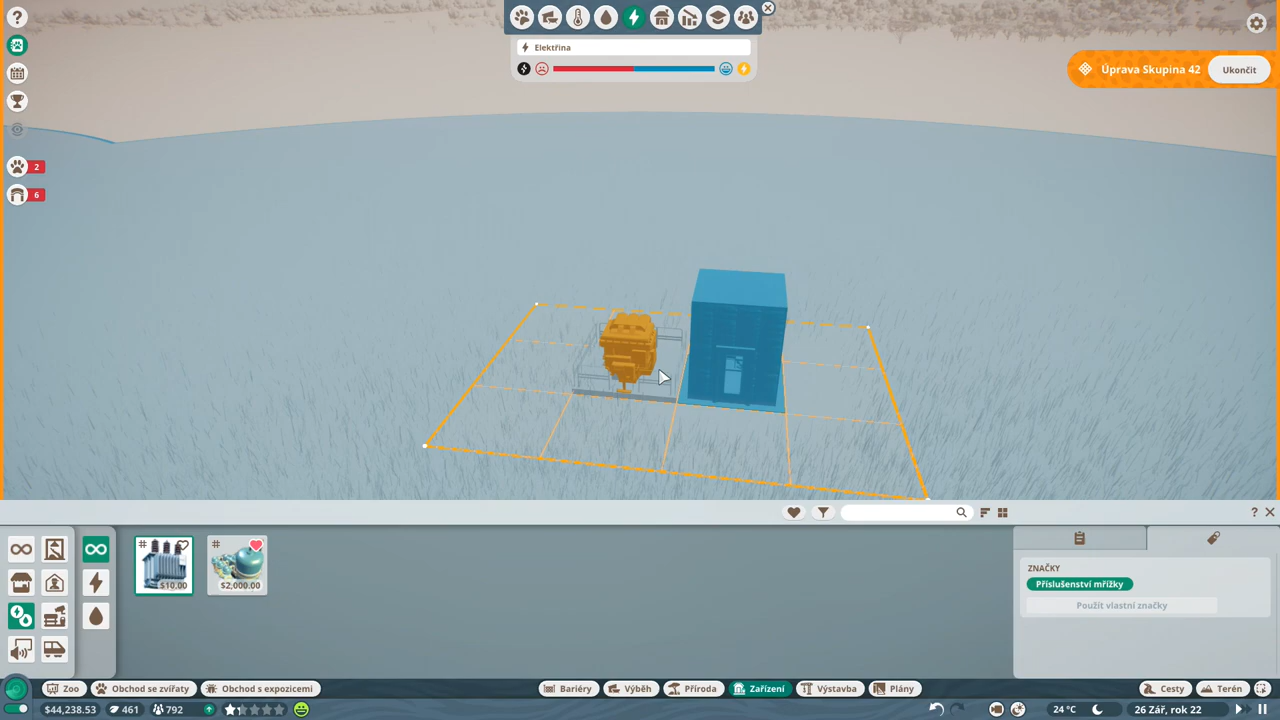 Elektřina
Úprava Skupina 42
Ukončit
2
6
$10.00
$2,000.00
ZNAČKY
Příslušenství mřížky
Použít vlastní značky
Zoo
Obchod se zvířaty
Obchod s expozicemi
Bariéry
Výběh
Příroda
Zařízení
Výstavba
Plány
Cesty
Terén
$44,238.53
461
792
24 °C
26 Zář, rok 22